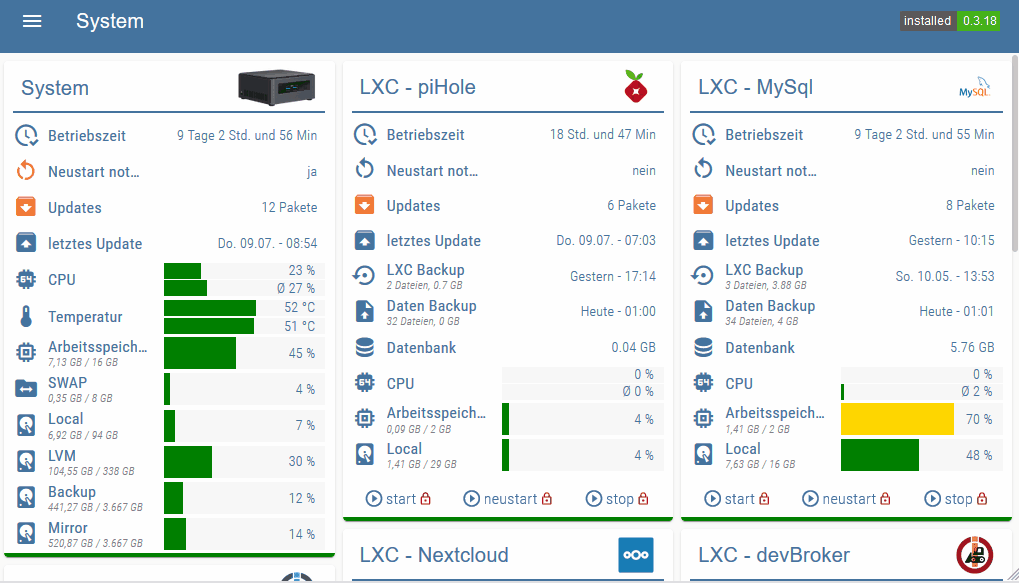 System
installed 0.3.18
System
Betriebszeit 9 Tage 2 Std. und 56 Min
Neustart not... ja
Updates 12 Pakete
letztes Update Do. 09.07. - 08:54
64
CPU 23 %
Ø 27 %
Temperatur 52 °C
51 °C
Arbeitsspeich... 45 %
7,13 GB / 16 GB
SWAP 4 %
0,35 GB / 8 GB
Local 7 %
6,92 GB / 94 GB
LVM 30 %
104,55 GB / 338 GB
Backup 12 %
441,27 GB / 3.667 GB
Mirror 14 %
520,87 GB / 3.667 GB
LXC - piHole
Betriebszeit 18 Std. und 47 Min
Neustart not... nein
Updates 6 Pakete
letztes Update Do. 09.07. - 07:03
LXC Backup Gestern - 17:14
2 Dateien, 0.7 GB
Daten Backup Heute - 01:00
32 Dateien, 0 GB
Datenbank 0.04 GB
64
CPU 0 %
Ø 0 %
Arbeitsspeich... 4 %
0,09 GB / 2 GB
Local 4 %
1,41 GB / 29 GB
start neustart stop
LXC - MySql
MySQL
Betriebszeit 9 Tage 2 Std. und 55 Min
Neustart not... nein
Updates 8 Pakete
letztes Update Gestern - 10:15
LXC Backup So. 10.05. - 13:53
3 Dateien, 3.88 GB
Daten Backup Heute - 01:01
34 Dateien, 4 GB
Datenbank 5.76 GB
64
CPU 0 %
Ø 2 %
Arbeitsspeich... 70 %
1,41 GB / 2 GB
Local 48 %
7,63 GB / 16 GB
start neustart stop
LXC - Nextcloud
LXC - devBroker